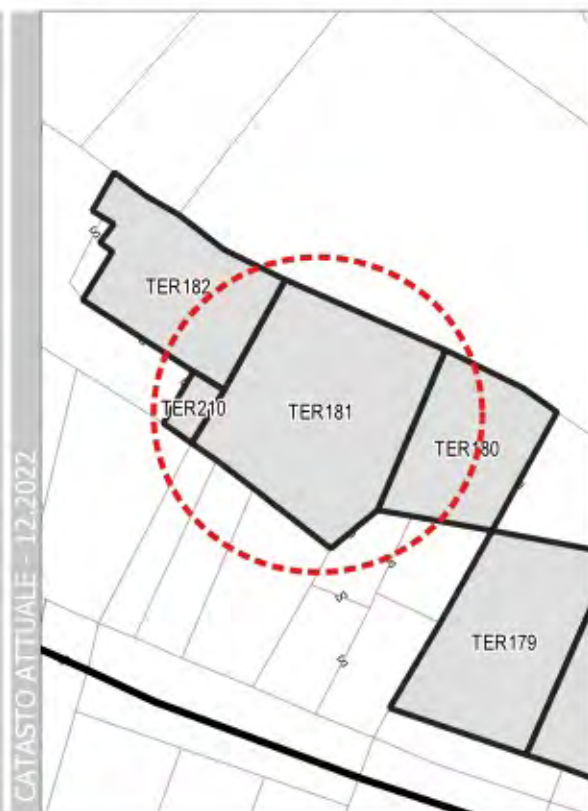 CATASTO ATTUALE - 12.2022
TER182
TER210
TER181
TER180
TER179
S
S
S
S